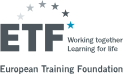 ETF
Working together
Learning for life
European Training Foundation